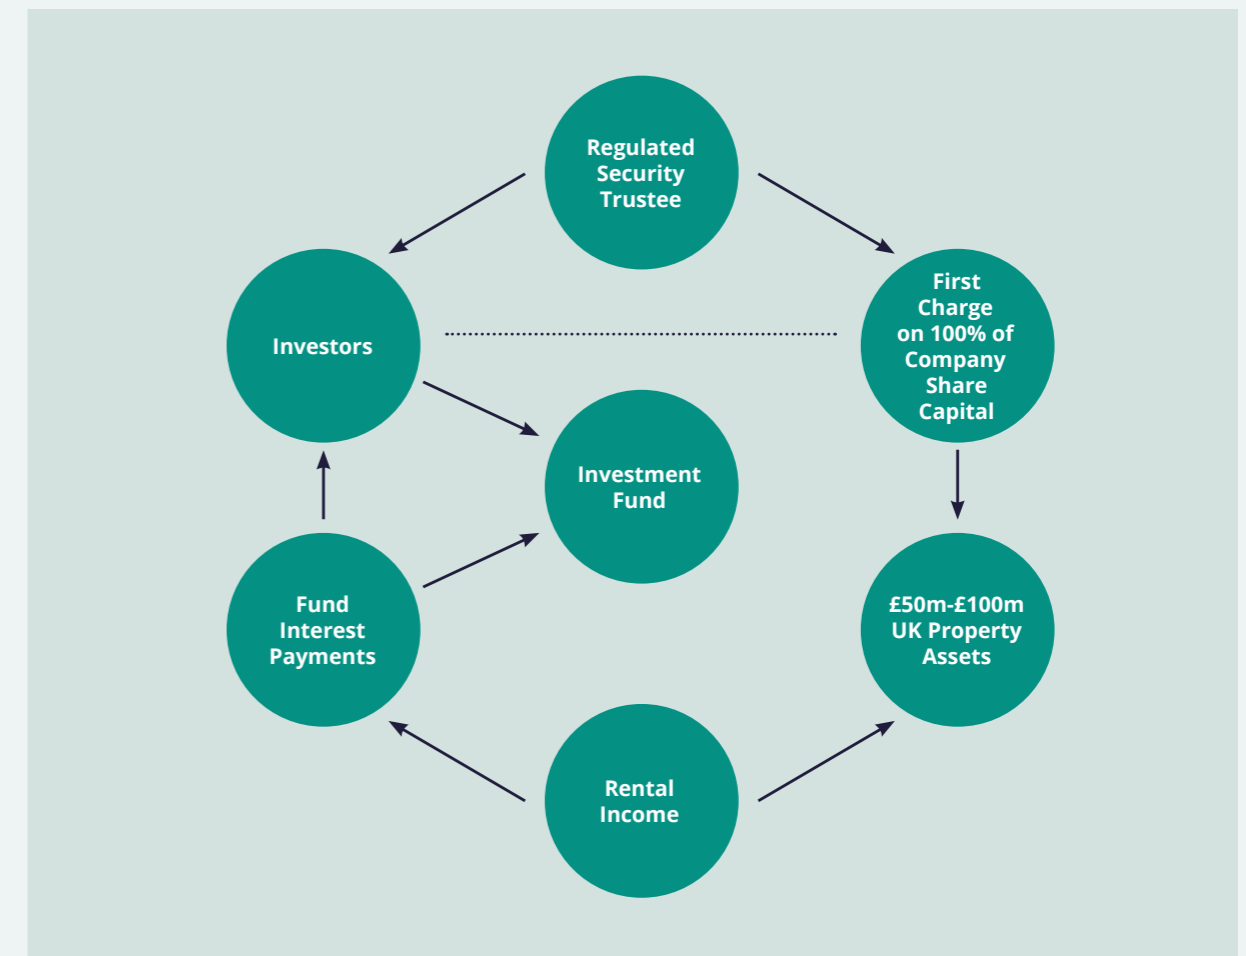 Regulated
Security
Trustee
Investors
First
Charge
on 100% of
Company
Share
Capital
Investment
Fund
Fund
Interest
Payments
£50m-£100m
UK Property
Assets
Rental
Income